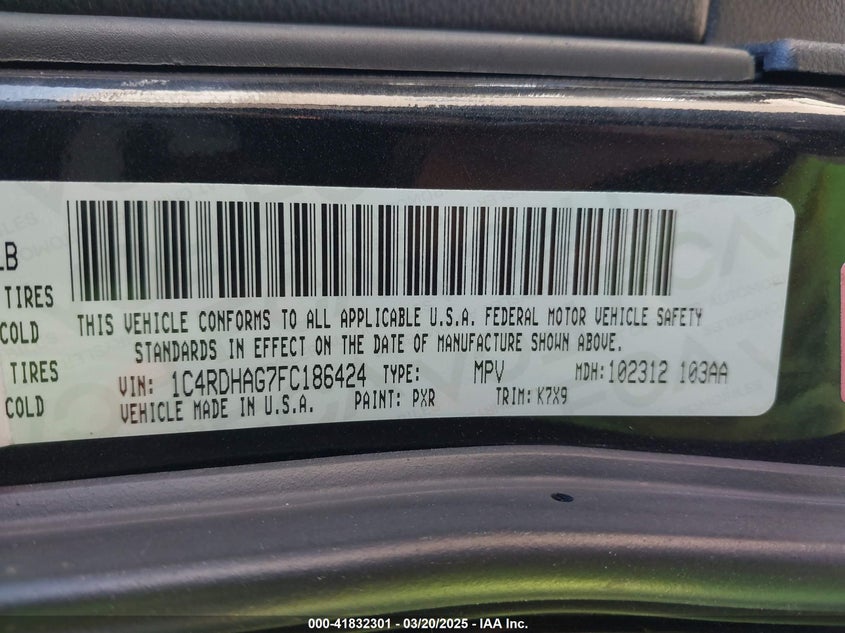 LB
TIRES
COLD
TIRES
COLD
THIS VEHICLE CONFORMS TO ALL APPLICABLE U.S.A. FEDERAL MOTOR VEHICLE SAFETY
STANDARDS IN EFFECT ON THE DATE OF MANUFACTURE SHOWN ABOVE.
VIN: 1C4RDHAG7FC186424 TYPE: MPV MDH: 102312 103AA
VEHICLE MADE IN U.S.A. PAINT: PXR TRIM: K7X9
000-41832301 - 03/20/2025 - IAA Inc.